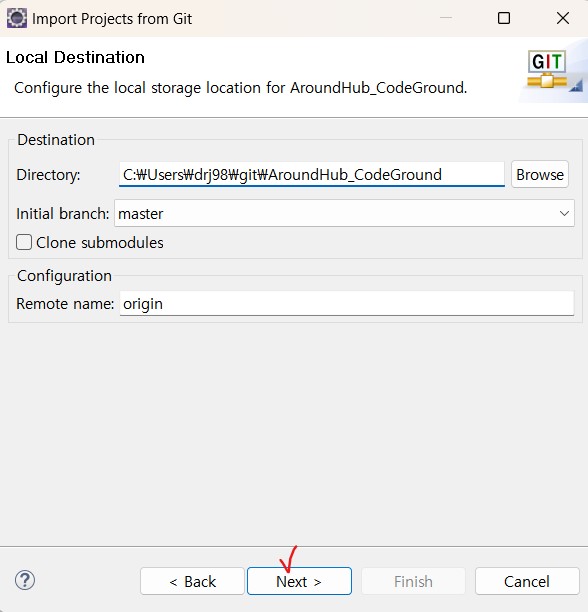 Import Projects from Git
Local Destination
GIT
Configure the local storage location for AroundHub_CodeGround.
Destination
Directory: C:₩Users₩drj98₩git₩AroundHub_CodeGround Browse
Initial branch: master
Clone submodules
Configuration
Remote name: origin
? < Back Next > Finish Cancel